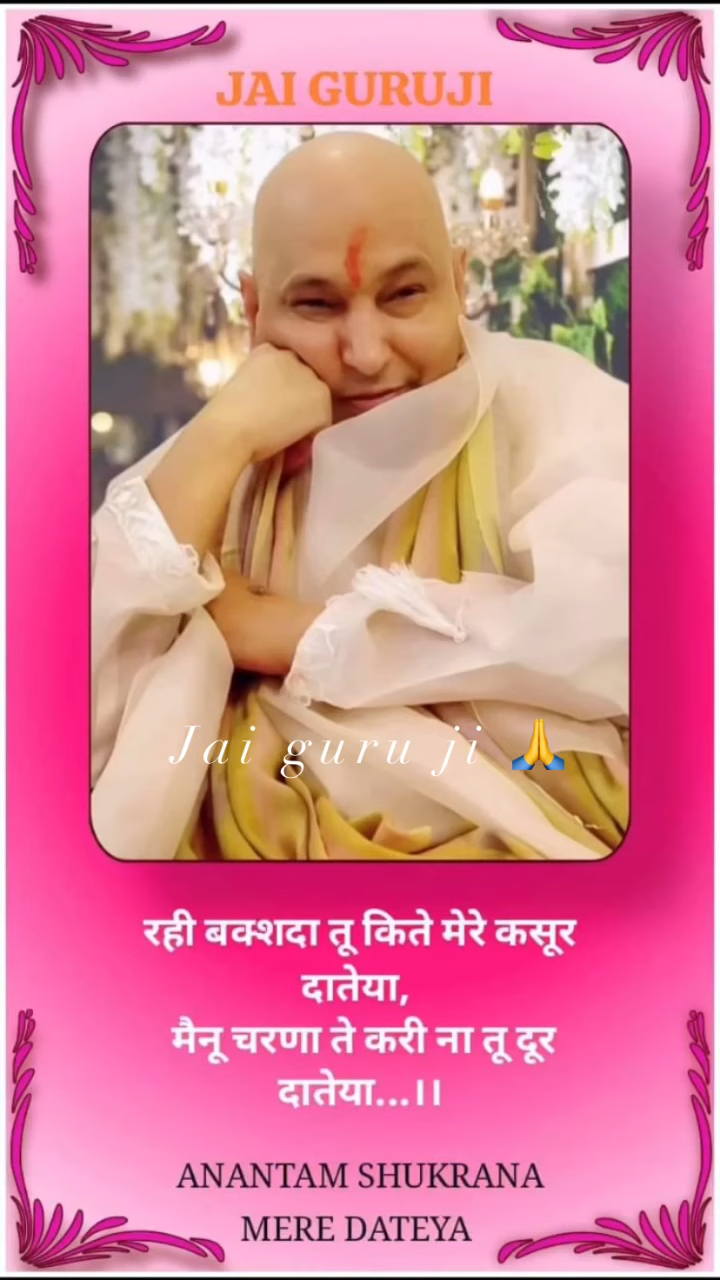 JAI GURUJI
Jai guru ji 🙏
रही बक्शदा तू किते मेरे कसूर
दातेया,
मैनू चरणा ते करी ना तू दूर
दातेया...।।
ANANTAM SHUKRANA
MERE DATEYA